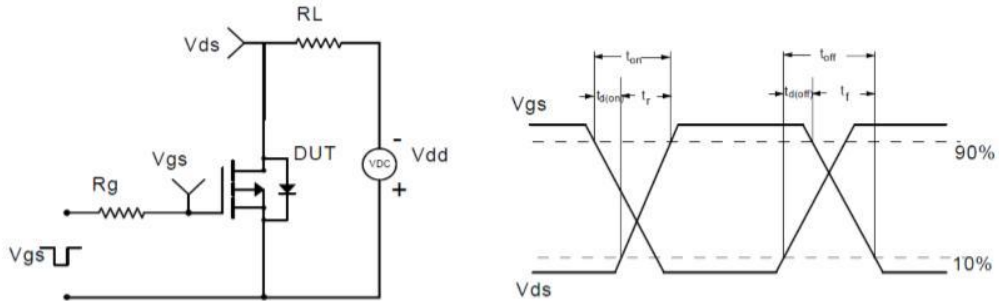 RL
Vds
DUT
Vgs
Rg
Vgs
VDC
-
Vdd
+
ton
toff
td(on)
tr
td(off)
tf
Vgs
90%
10%
Vds